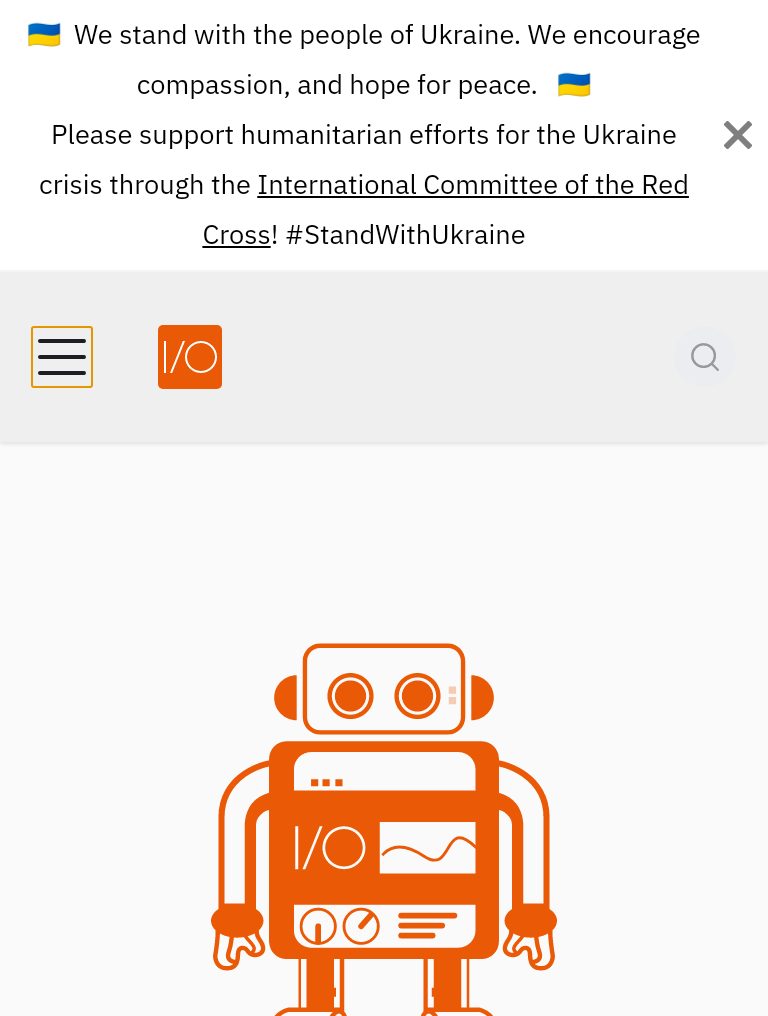 🇺🇦 We stand with the people of Ukraine. We encourage
compassion, and hope for peace. 🇺🇦
Please support humanitarian efforts for the Ukraine
crisis through the International Committee of the Red
Cross! #StandWithUkraine
I/O
I/O